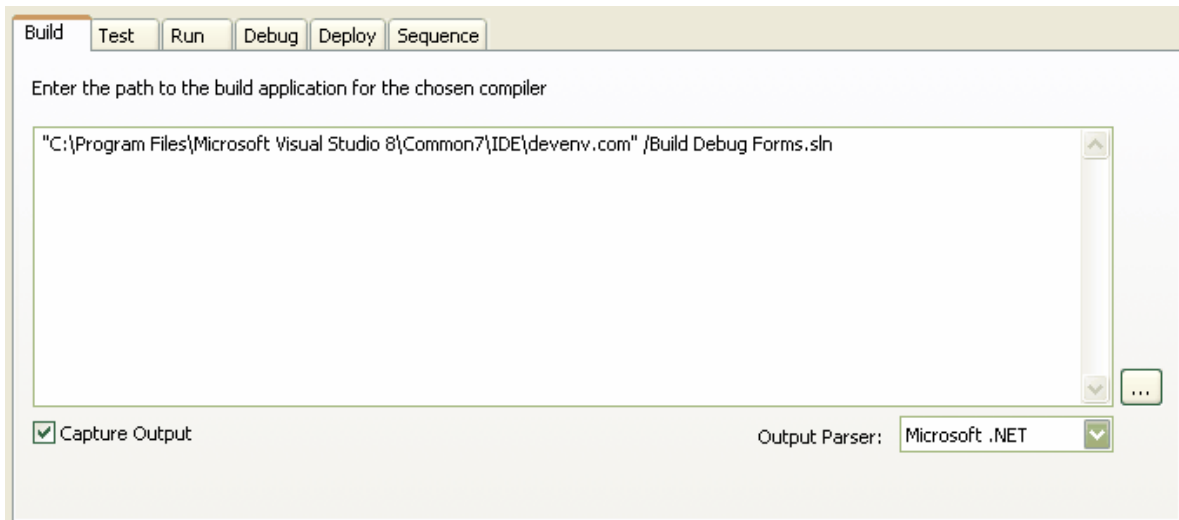 Build Test Run Debug Deploy Sequence
Enter the path to the build application for the chosen compiler
"C:\Program Files\Microsoft Visual Studio 8\Common7\IDE\devenv.com" /Build Debug Forms.sln
...
Capture Output Output Parser: Microsoft .NET